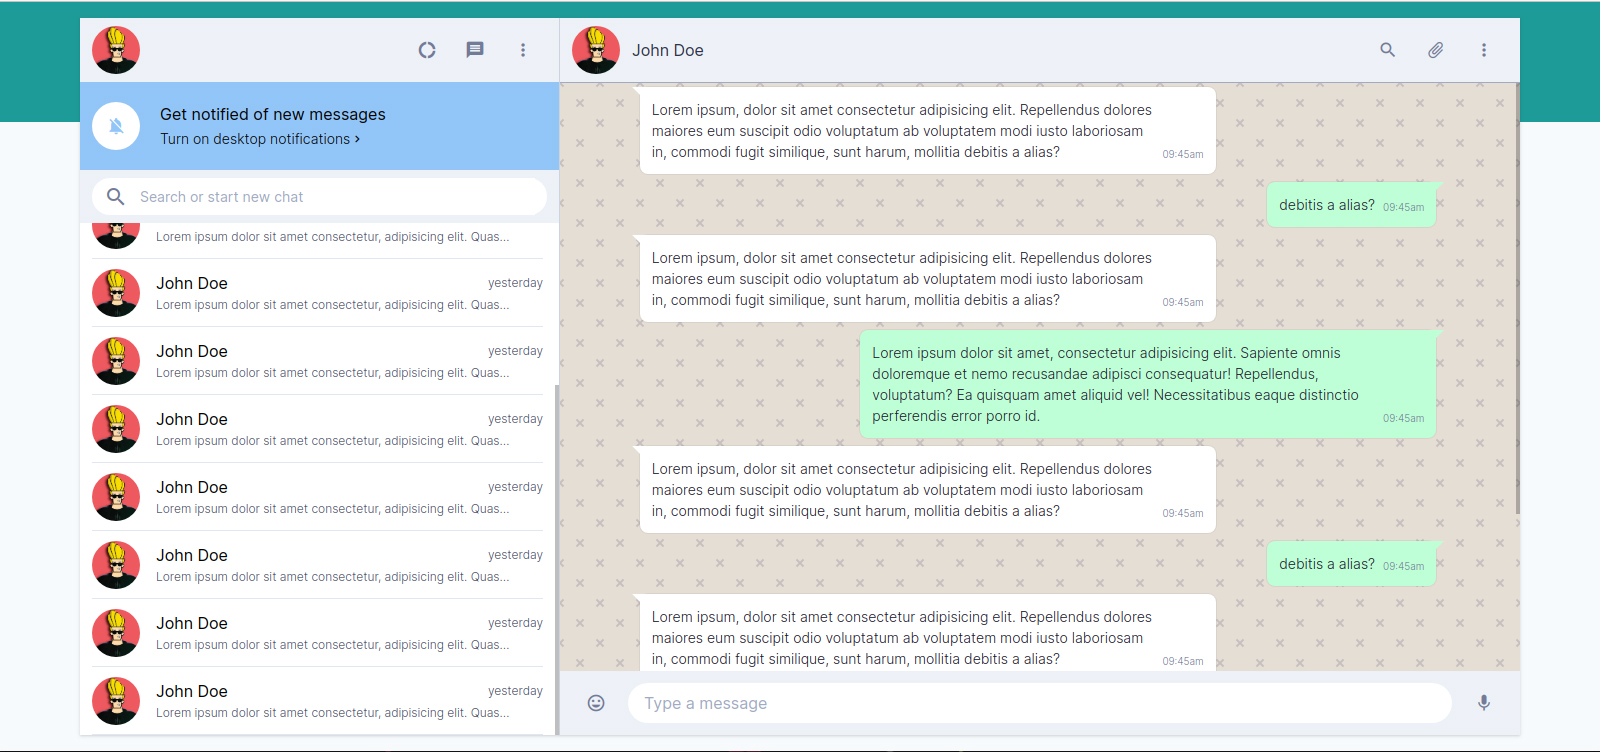 John Doe
Get notified of new messages
Turn on desktop notifications ›
Search or start new chat
Lorem ipsum dolor sit amet consectetur, adipisicing elit. Quas...
John Doe
yesterday
Lorem ipsum dolor sit amet consectetur, adipisicing elit. Quas...
John Doe
yesterday
Lorem ipsum dolor sit amet consectetur, adipisicing elit. Quas...
John Doe
yesterday
Lorem ipsum dolor sit amet consectetur, adipisicing elit. Quas...
John Doe
yesterday
Lorem ipsum dolor sit amet consectetur, adipisicing elit. Quas...
John Doe
yesterday
Lorem ipsum dolor sit amet consectetur, adipisicing elit. Quas...
John Doe
yesterday
Lorem ipsum dolor sit amet consectetur, adipisicing elit. Quas...
John Doe
yesterday
Lorem ipsum dolor sit amet consectetur, adipisicing elit. Quas...
Lorem ipsum, dolor sit amet consectetur adipisicing elit. Repellendus dolores
maiores eum suscipit odio voluptatum ab voluptatem modi iusto laboriosam
in, commodi fugit similique, sunt harum, mollitia debitis a alias?
09:45am
debitis a alias? 09:45am
Lorem ipsum, dolor sit amet consectetur adipisicing elit. Repellendus dolores
maiores eum suscipit odio voluptatum ab voluptatem modi iusto laboriosam
in, commodi fugit similique, sunt harum, mollitia debitis a alias?
09:45am
Lorem ipsum dolor sit amet, consectetur adipisicing elit. Sapiente omnis
doloremque et nemo recusandae adipisci consequatur! Repellendus,
voluptatum? Ea quisquam amet aliquid vel! Necessitatibus eaque distinctio
perferendis error porro id.
09:45am
Lorem ipsum, dolor sit amet consectetur adipisicing elit. Repellendus dolores
maiores eum suscipit odio voluptatum ab voluptatem modi iusto laboriosam
in, commodi fugit similique, sunt harum, mollitia debitis a alias?
09:45am
debitis a alias? 09:45am
Lorem ipsum, dolor sit amet consectetur adipisicing elit. Repellendus dolores
maiores eum suscipit odio voluptatum ab voluptatem modi iusto laboriosam
in, commodi fugit similique, sunt harum, mollitia debitis a alias?
09:45am
Type a message